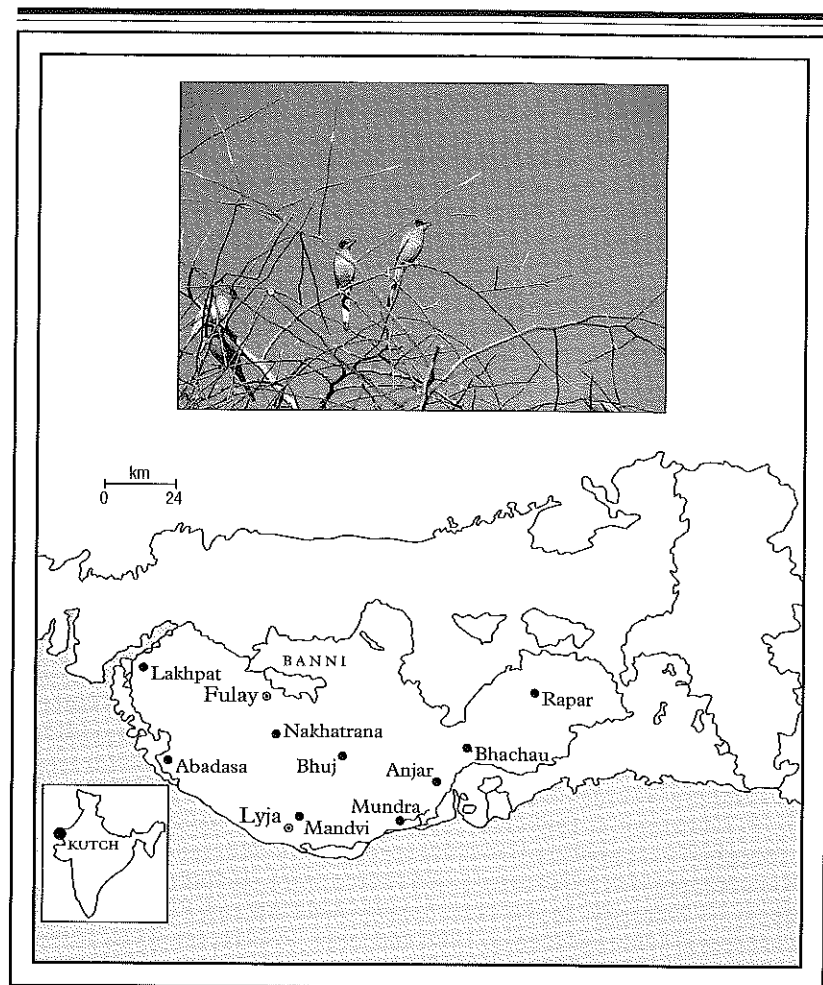 km
0 24
BANNI
Lakhpat
Fulay
Rapar
Nakhatrana
Bhachau
Abadasa
Bhuj
Anjar
Mundra
Lyja
Mandvi
KUTCH